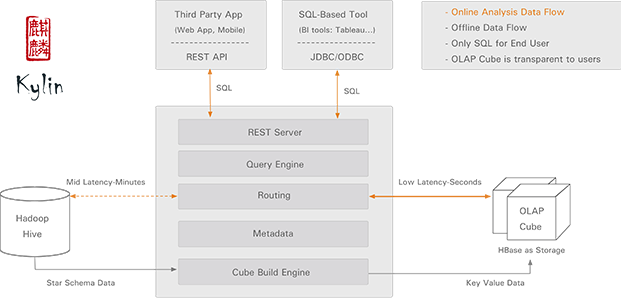 麒麟
Kylin
Third Party App
(Web App, Mobile)
REST API
SQL-Based Tool
(BI tools: Tableau...)
JDBC/ODBC
- Online Analysis Data Flow
- Offline Data Flow
- Only SQL for End User
- OLAP Cube is transparent to users
SQL
SQL
REST Server
Query Engine
Mid Latency-Minutes
Routing
Low Latency-Seconds
Hadoop
Hive
OLAP
Cube
Metadata
HBase as Storage
Cube Build Engine
Star Schema Data
Key Value Data